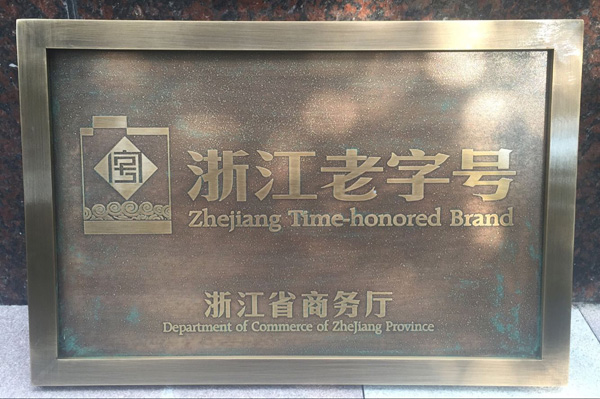 浙江老字号
Zhejiang Time-honored Brand
浙江省商务厅
Department of Commerce of ZheJiang Province